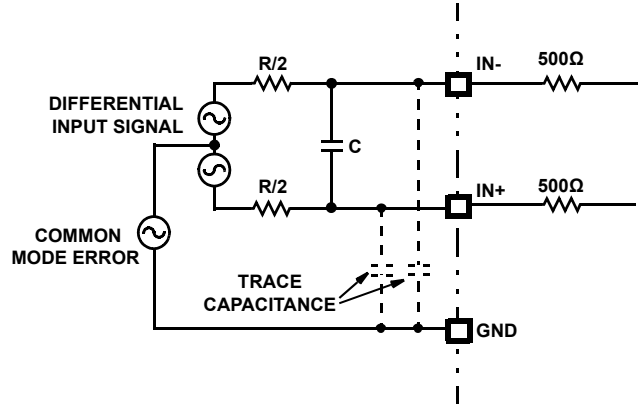 R/2
IN-
500Ω
DIFFERENTIAL
INPUT SIGNAL
C
R/2
IN+
500Ω
COMMON
MODE ERROR
TRACE
CAPACITANCE
GND